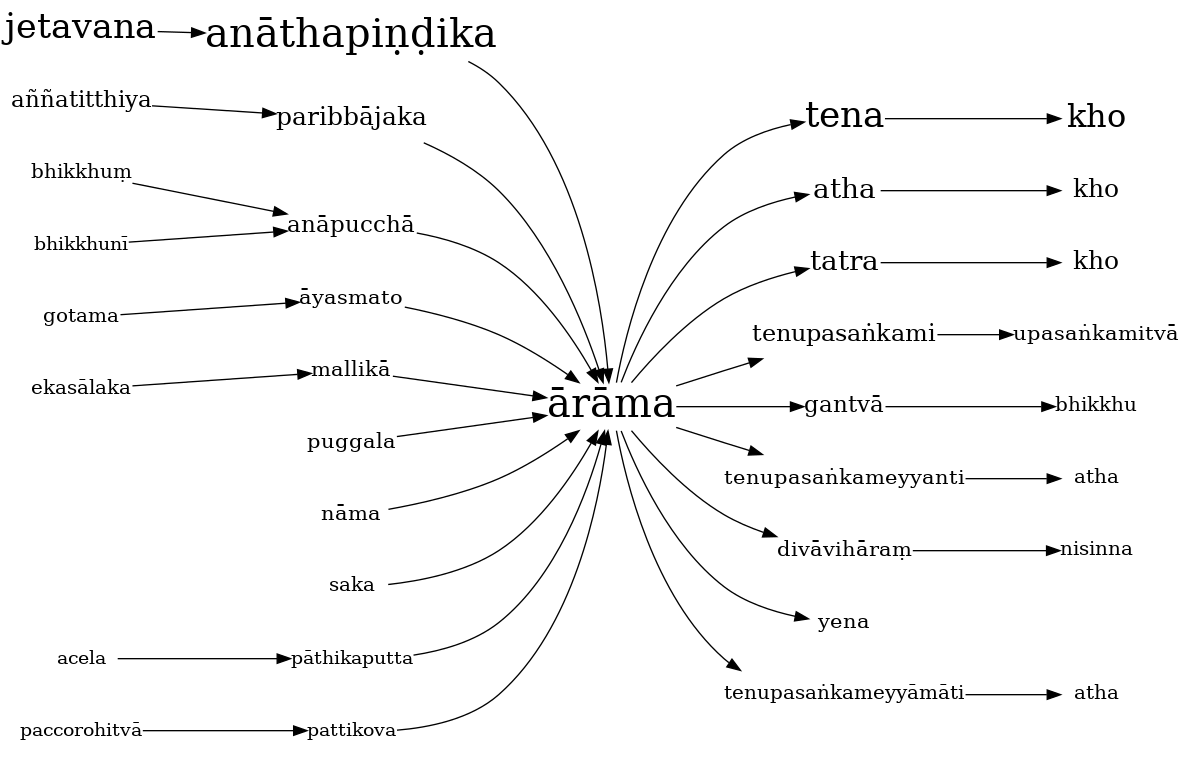 jetavana
anāthapiṇḍika
aññatitthiya
paribbājaka
tena
kho
bhikkhuṃ
atha
kho
anāpucchā
bhikkhunī
tatra
kho
gotama
āyasmato
tenupasaṅkami
upasaṅkamitvā
ekasālaka
mallikā
ārāma
gantvā
bhikkhu
puggala
tenupasaṅkameyyanti
atha
nāma
divāvihāraṃ
nisinna
saka
yena
acela
pāthikaputta
tenupasaṅkameyyāmāti
atha
paccorohitvā
pattikova